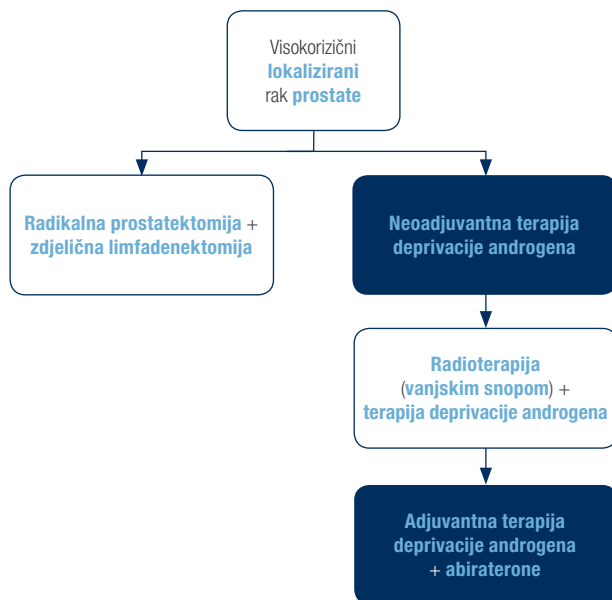 Visokorizični
lokalizirani
rak prostate
Radikalna prostatektomija +
zdjelična limfadenektomija
Neoadjuvantna terapija
deprivacije androgena
Radioterapija
(vanjskim snopom) +
terapija deprivacije androgena
Adjuvantna terapija
deprivacije androgena
+ abiraterone